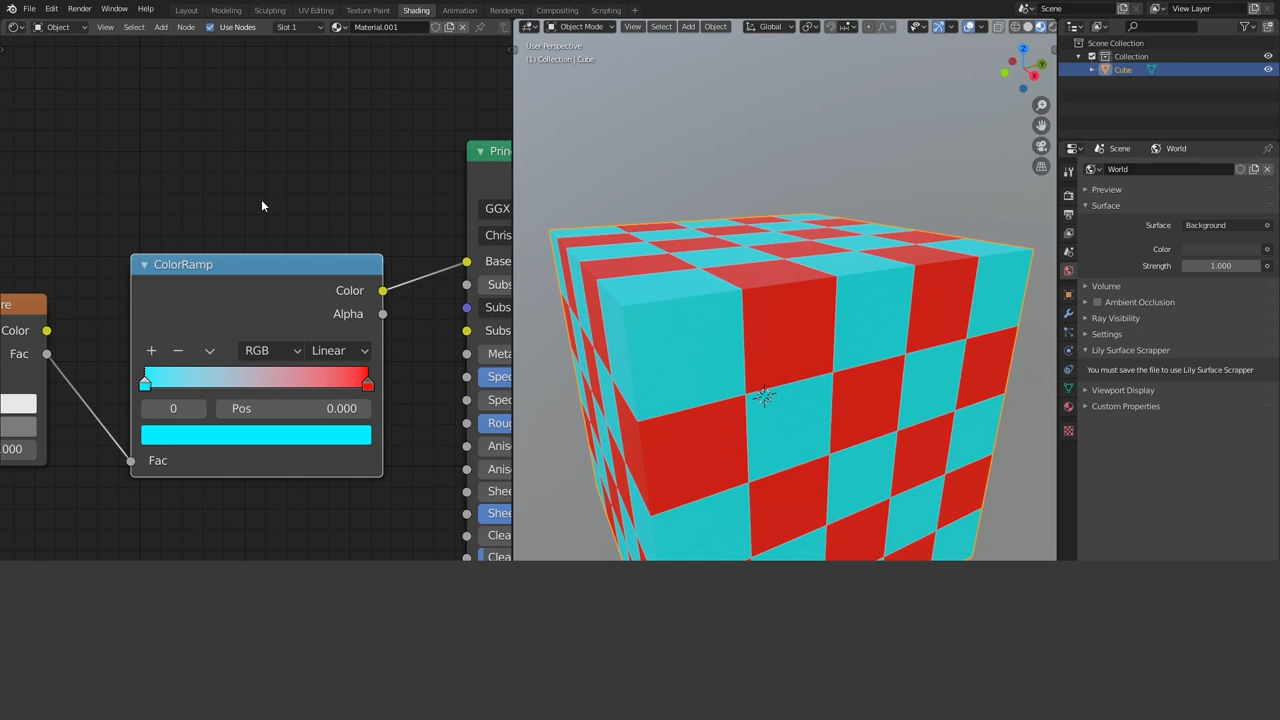 File Edit Render Window Help Layout Modeling Sculpting UV Editing Texture Paint Shading Animation Rendering Compositing Scripting Scene View Layer
Object View Select Add Node Use Nodes Slot 1 Material.001
Object Mode View Select Add Object Global
User Perspective
(1) Collection | Cube
Z
Y
X
Scene Collection
Collection
Cube
Scene World
World
Preview
Surface
Surface Background
Color
Strength 1.000
Volume
Ambient Occlusion
Ray Visibility
Settings
Lily Surface Scrapper
You must save the file to use Lily Surface Scrapper
Viewport Display
Custom Properties
re
Color
Fac
.000
ColorRamp
Color
Alpha
RGB Linear
0 Pos 0.000
Fac
Prin
GGX
Chris
Base
Subs
Subs
Subs
Meta
Spec
Spec
Roug
Anis
Anis
Shee
Shee
Clea
Clea